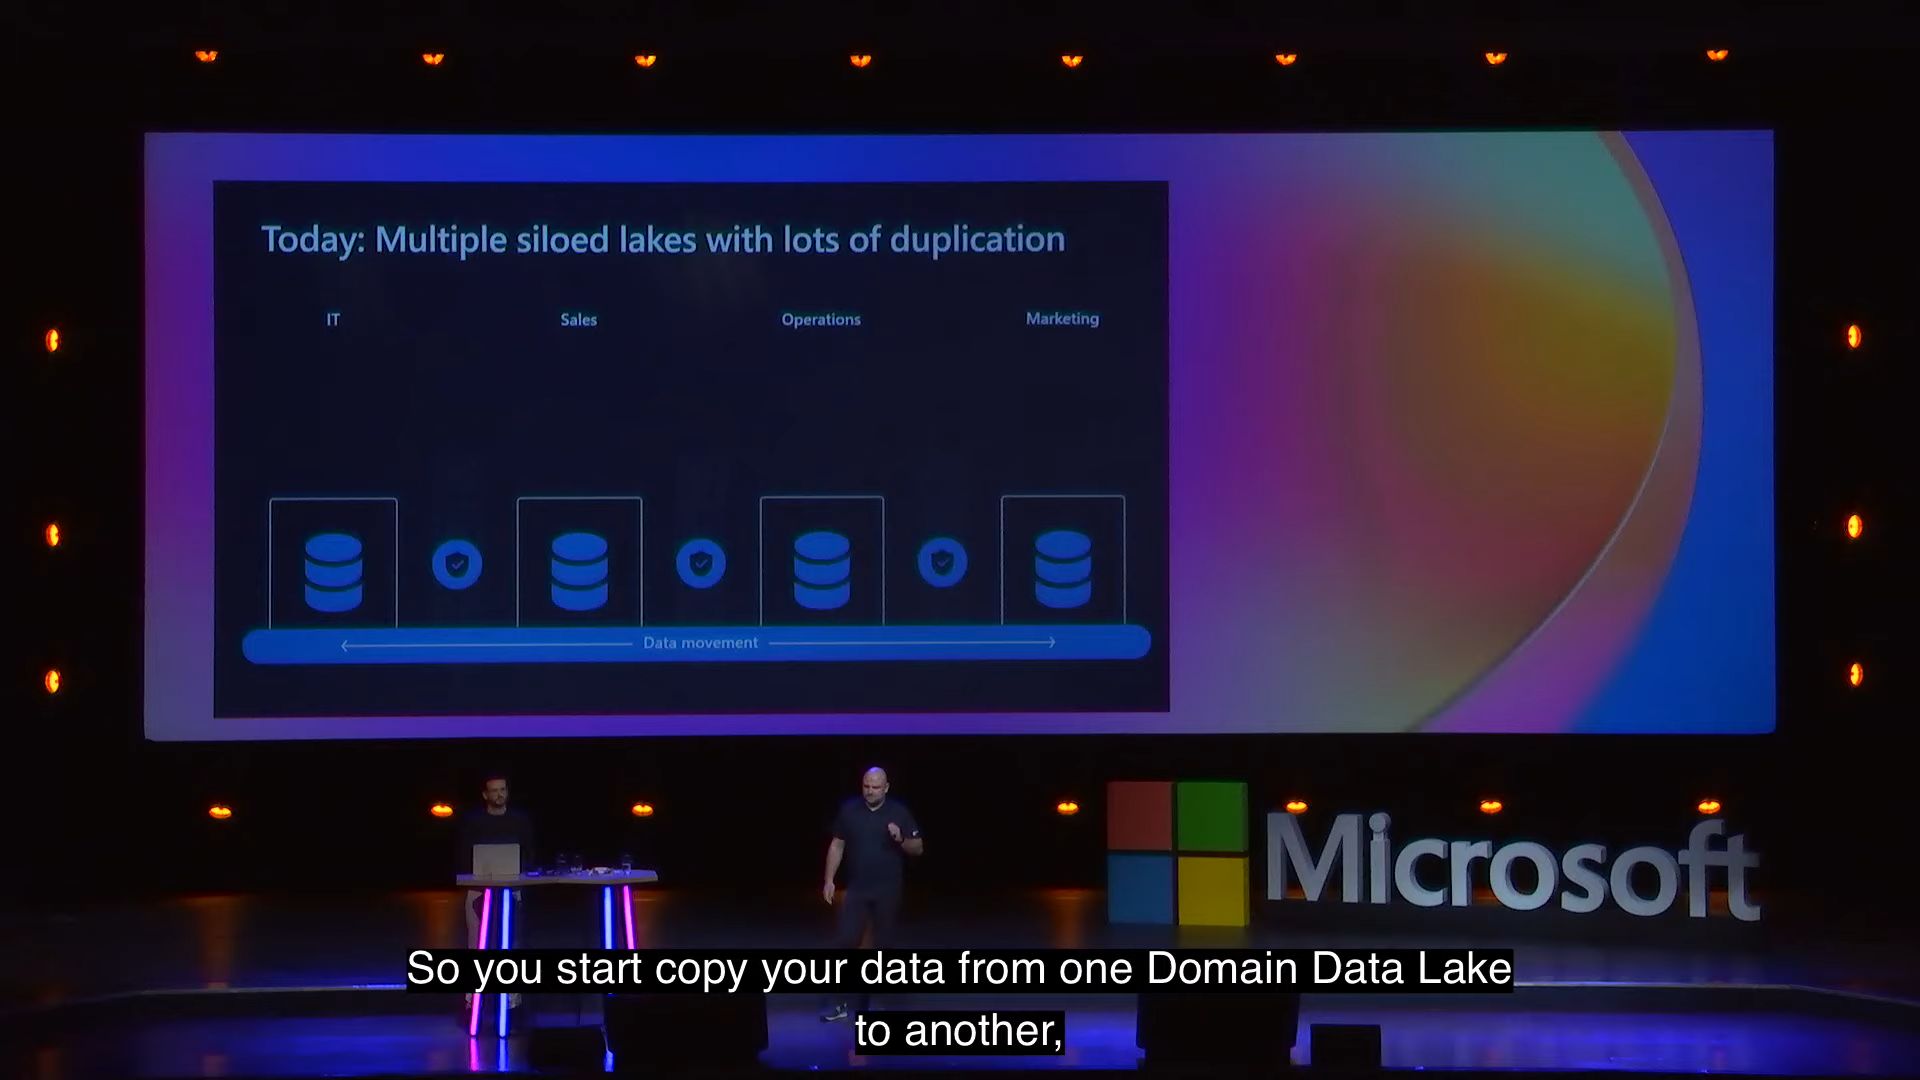 Today: Multiple siloed lakes with lots of duplication
IT
Sales
Operations
Marketing
Data movement
Microsoft
So you start copy your data from one Domain Data Lake
to another,